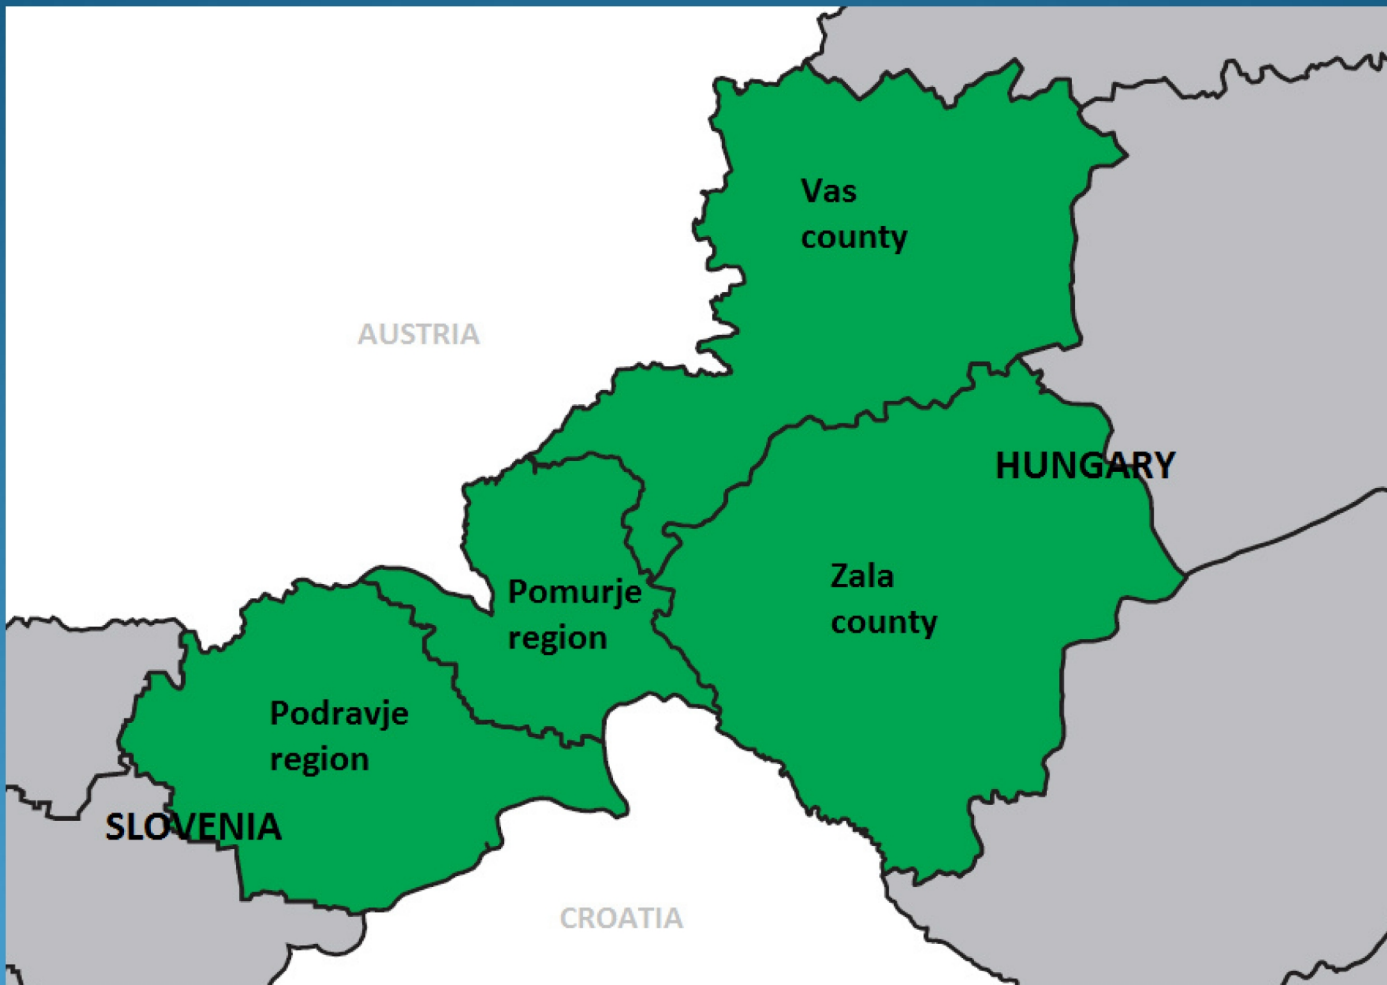 Vas
county
AUSTRIA
HUNGARY
Zala
county
Pomurje
region
Podravje
region
SLOVENIA
CROATIA